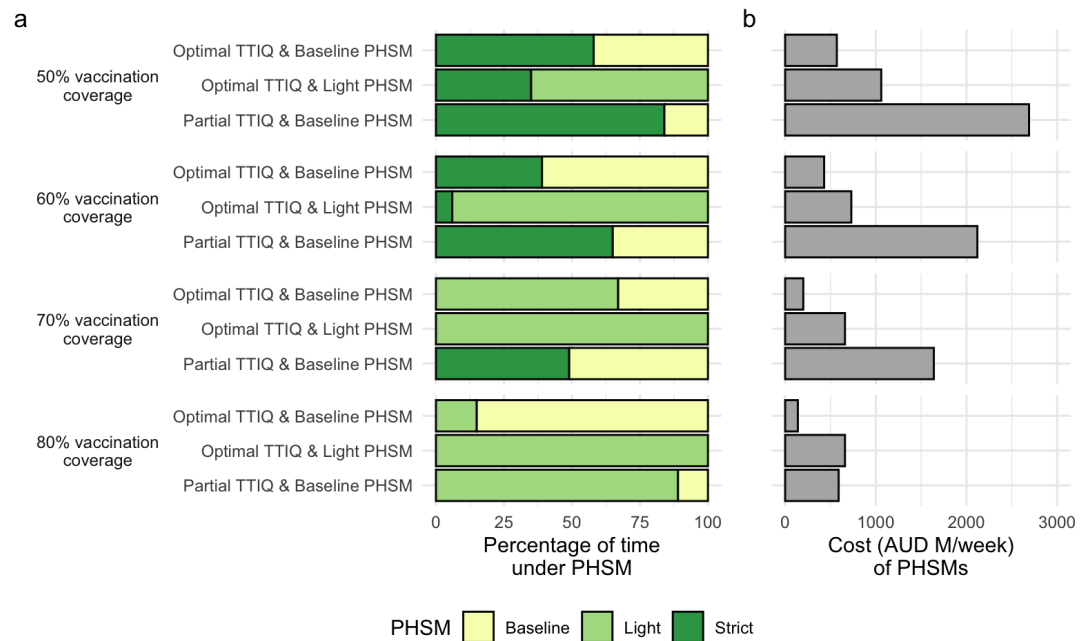 a
b
50% vaccination
coverage
Optimal TTIQ & Baseline PHSM
Optimal TTIQ & Light PHSM
Partial TTIQ & Baseline PHSM
60% vaccination
coverage
Optimal TTIQ & Baseline PHSM
Optimal TTIQ & Light PHSM
Partial TTIQ & Baseline PHSM
70% vaccination
coverage
Optimal TTIQ & Baseline PHSM
Optimal TTIQ & Light PHSM
Partial TTIQ & Baseline PHSM
80% vaccination
coverage
Optimal TTIQ & Baseline PHSM
Optimal TTIQ & Light PHSM
Partial TTIQ & Baseline PHSM
0 25 50 75 100
Percentage of time
under PHSM
0 1000 2000 3000
Cost (AUD M/week)
of PHSMs
PHSM Baseline Light Strict